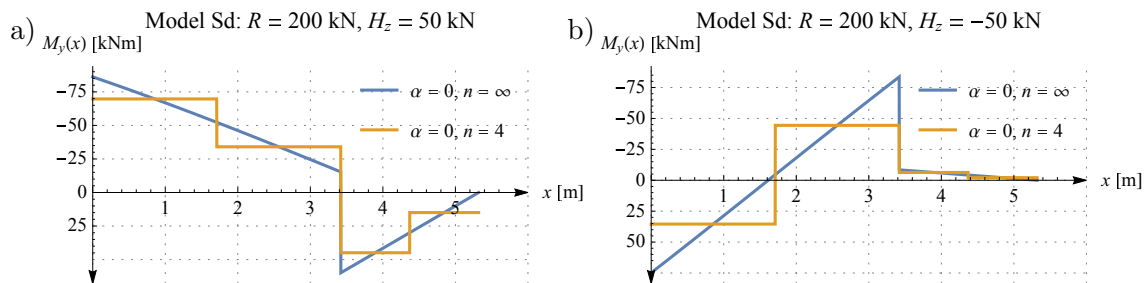 a)
Model Sd: R = 200 kN, H_z = 50 kN
M_y(x) [kNm]
−75
−50
−25
0
25
1
2
3
4
5
x [m]
α = 0, n = ∞
α = 0, n = 4
b)
Model Sd: R = 200 kN, H_z = −50 kN
M_y(x) [kNm]
−75
−50
−25
0
25
50
1
2
3
4
5
x [m]
α = 0, n = ∞
α = 0, n = 4